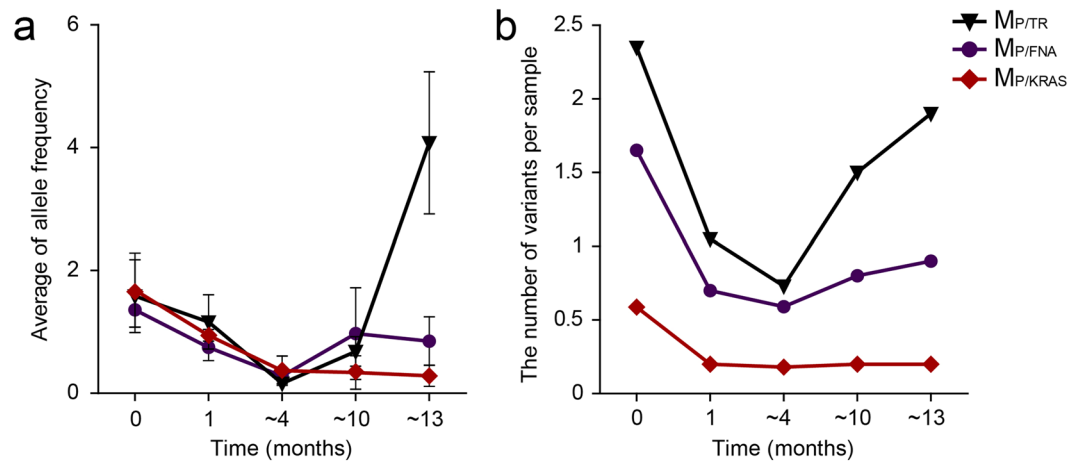 a
6
4
2
0
Average of allele frequency
0 1 ~4 ~10 ~13
Time (months)
b
2.5
2
1.5
1
0.5
0
The number of variants per sample
0 1 ~4 ~10 ~13
Time (months)
MP/TR
MP/FNA
MP/KRAS